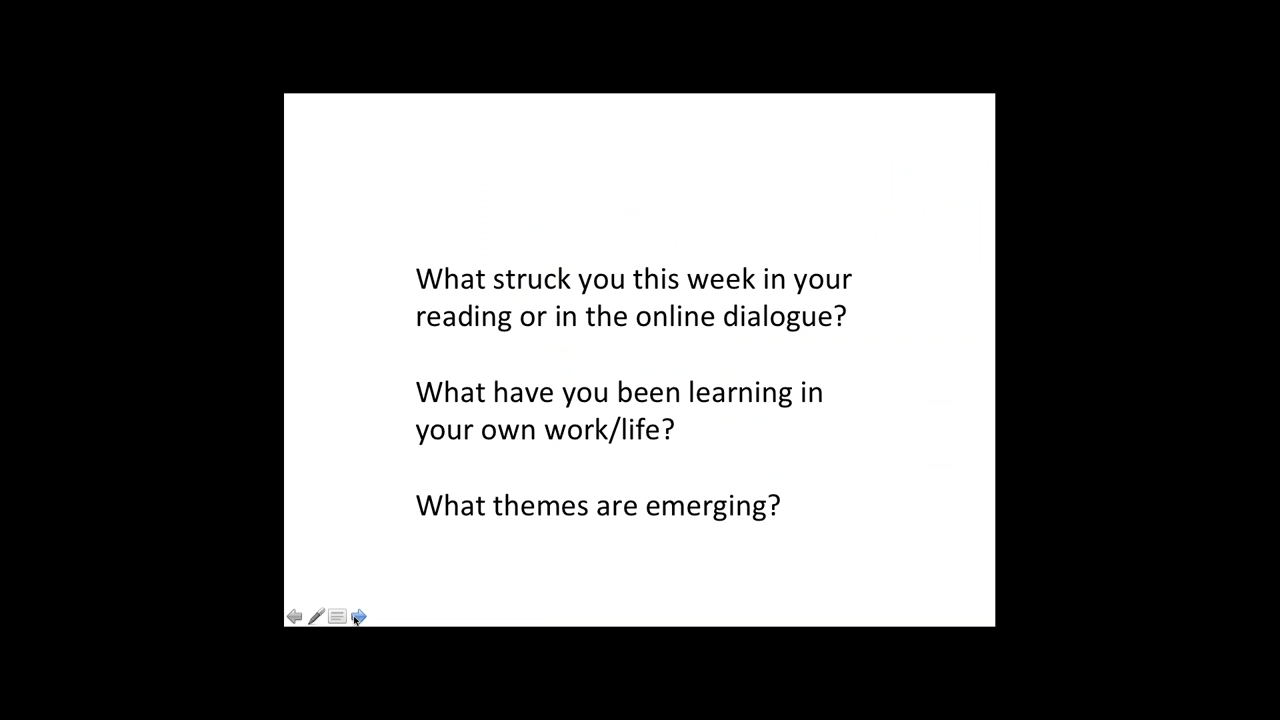 What struck you this week in your
reading or in the online dialogue?
What have you been learning in
your own work/life?
What themes are emerging?